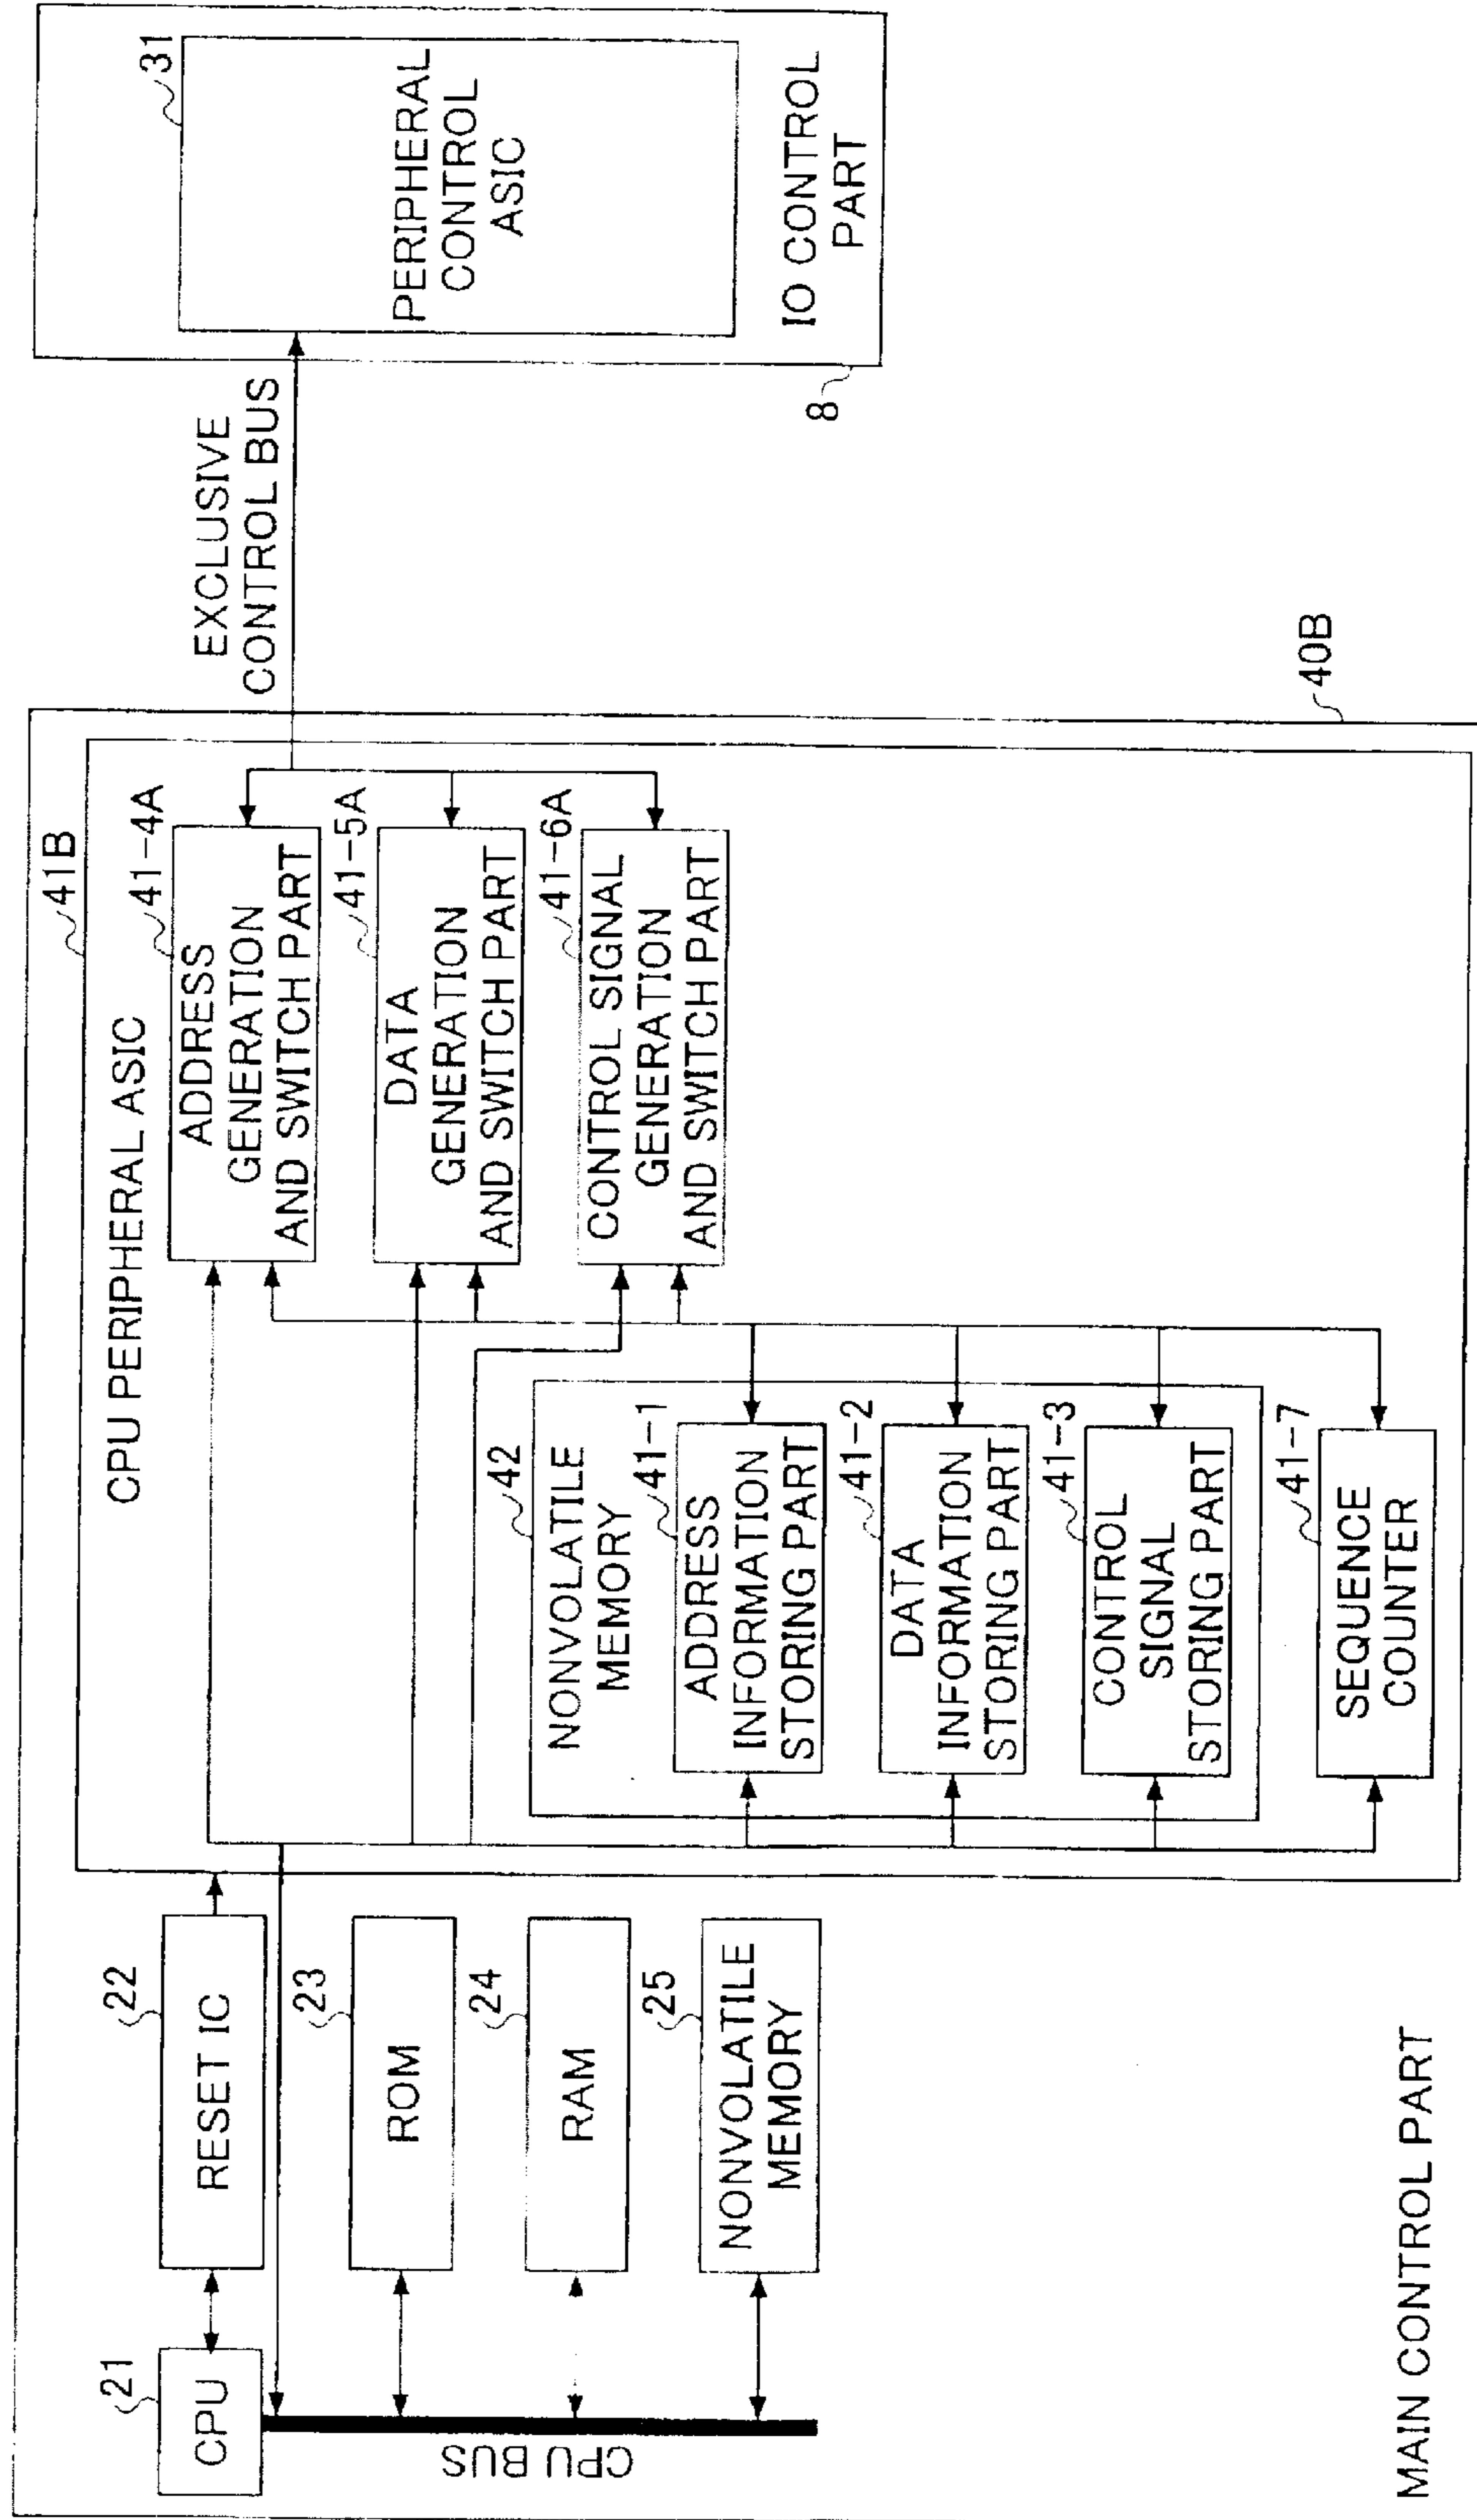 MAIN CONTROL PART
21
CPU
CPU BUS
22
RESET IC
23
ROM
24
RAM
25
NONVOLATILE
MEMORY
41B
CPU PERIPHERAL ASIC
41-4A
ADDRESS
GENERATION
AND SWITCH PART
41-5A
DATA
GENERATION
AND SWITCH PART
41-6A
CONTROL SIGNAL
GENERATION
AND SWITCH PART
42
NONVOLATILE
MEMORY
41-1
ADDRESS
INFORMATION
STORING PART
41-2
DATA
INFORMATION
STORING PART
41-3
CONTROL
SIGNAL
STORING PART
41-7
SEQUENCE
COUNTER
40B
EXCLUSIVE
CONTROL BUS
31
PERIPHERAL
CONTROL
ASIC
IO CONTROL
PART
8